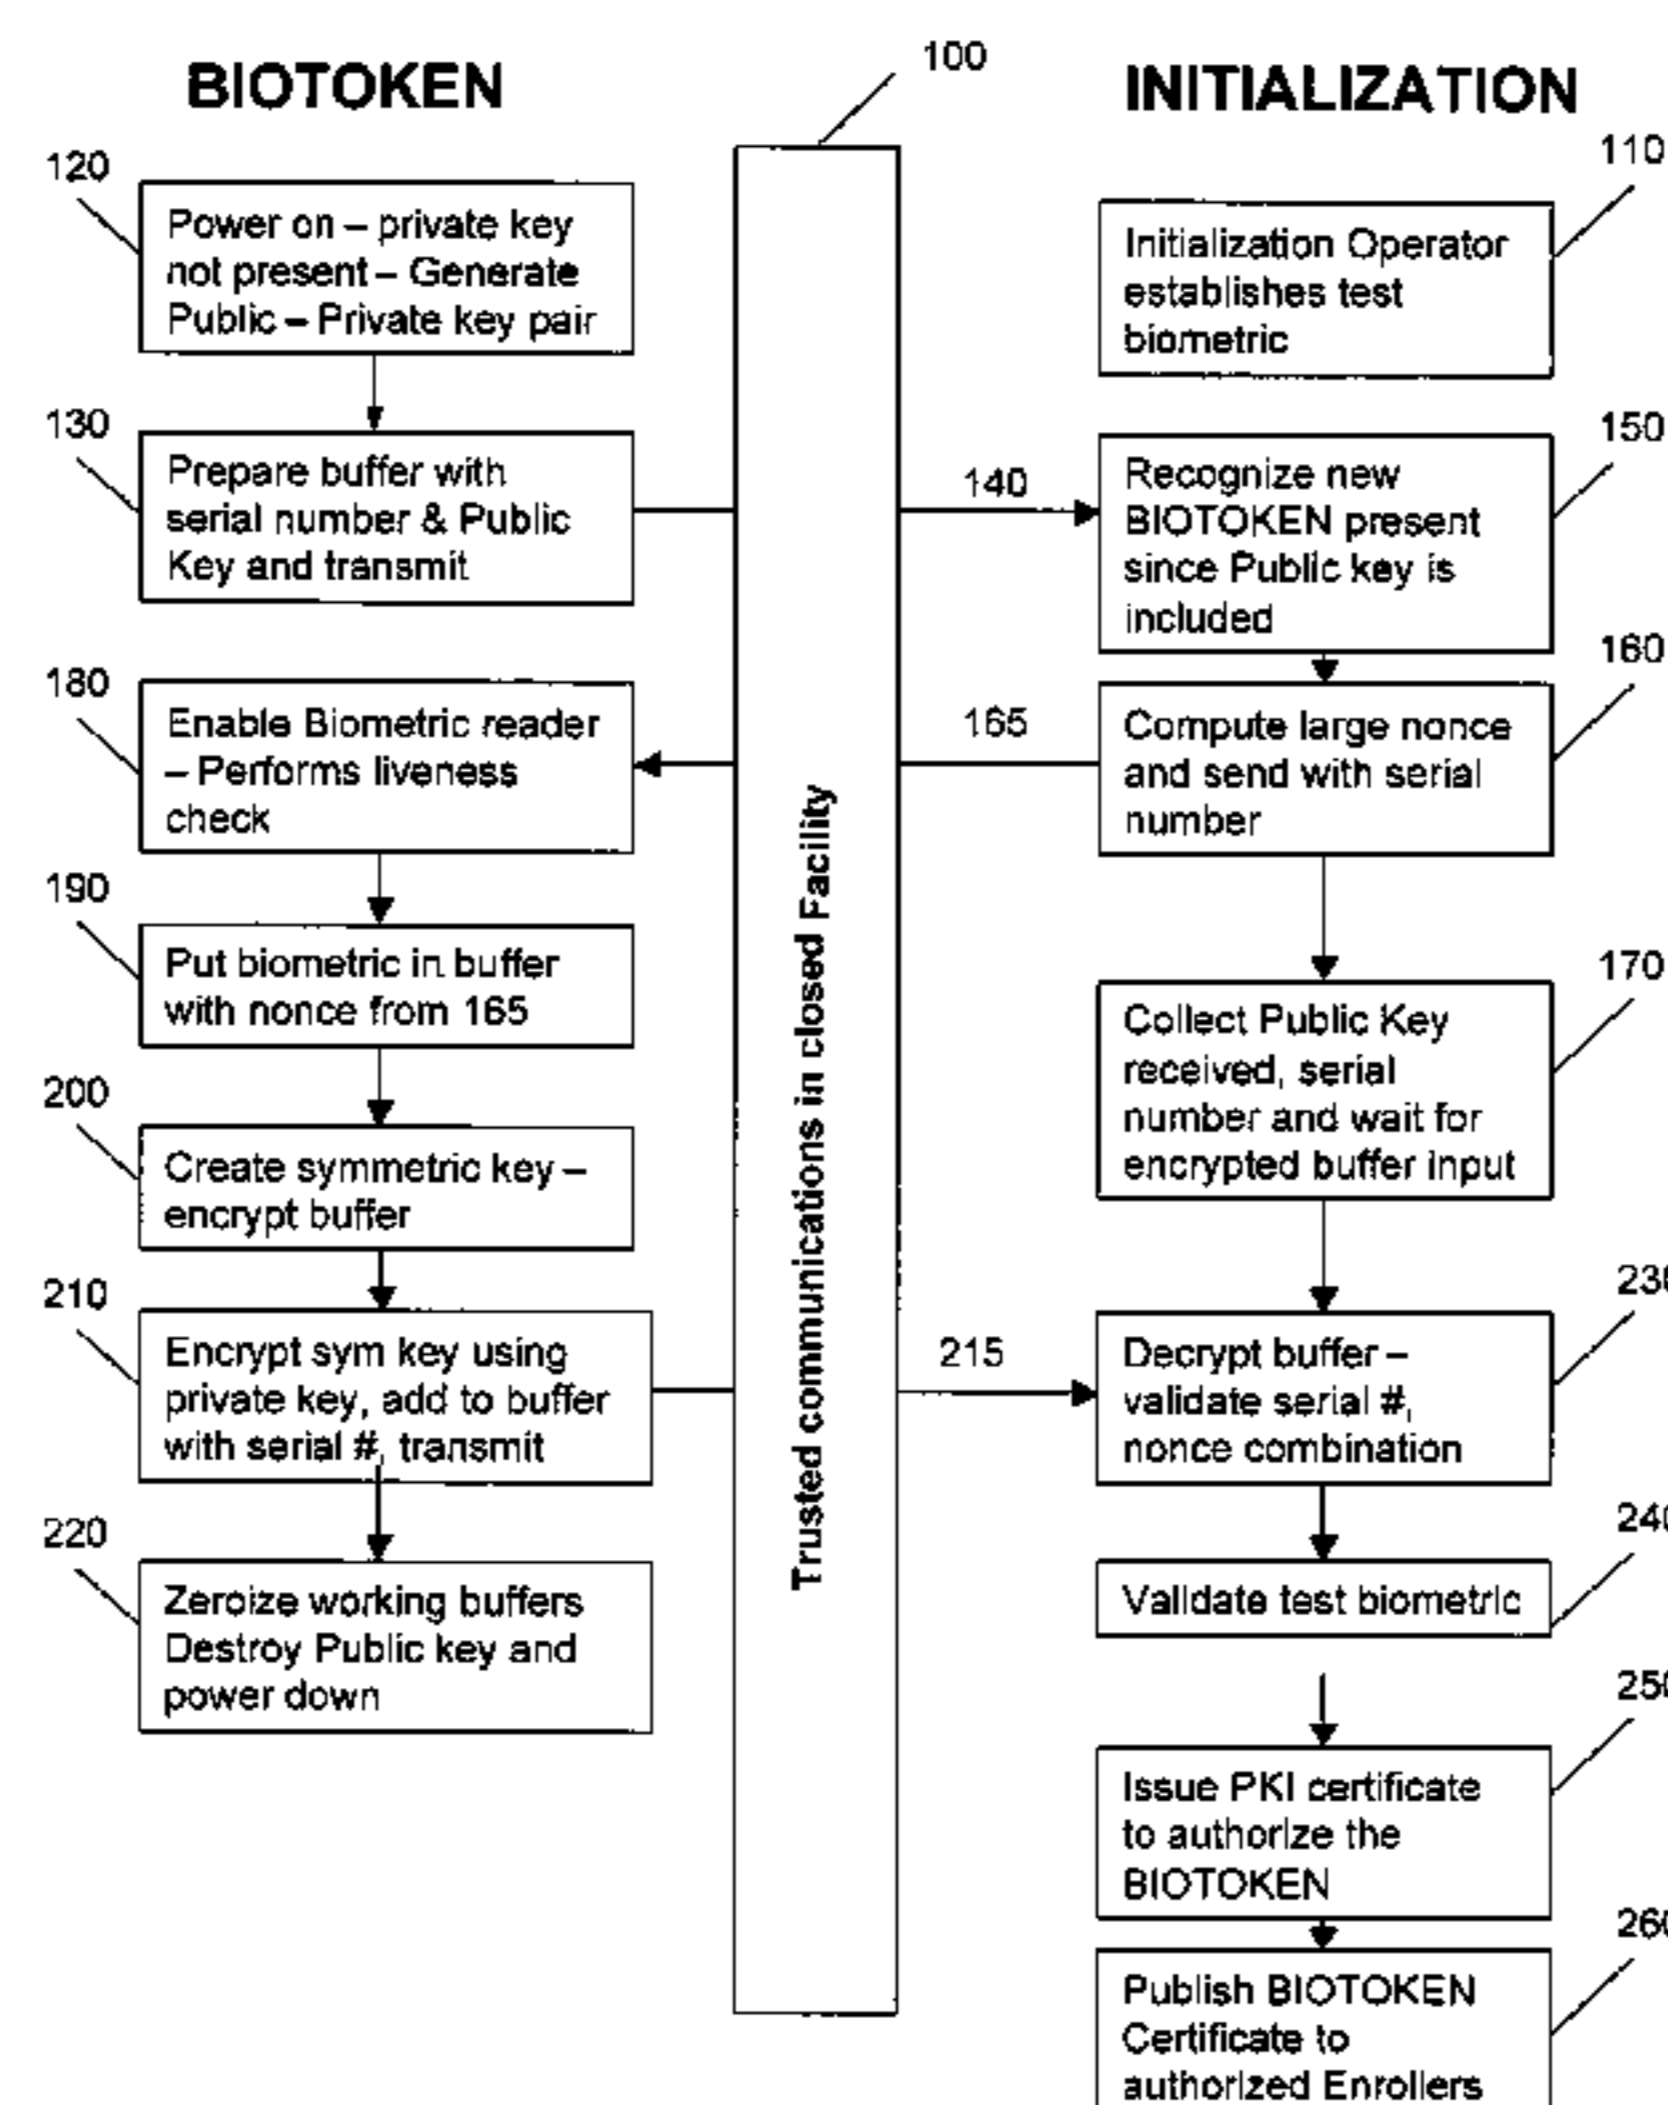 BIOTOKEN
100
INITIALIZATION
120
Power on – private key
not present – Generate
Public – Private key pair
110
Initialization Operator
establishes test
biometric
130
Prepare buffer with
serial number & Public
Key and transmit
140
150
Recognize new
BIOTOKEN present
since Public key is
included
180
Enable Biometric reader
– Performs liveness
check
165
160
Compute large nonce
and send with serial
number
190
Put biometric in buffer
with nonce from 165
170
Collect Public Key
received, serial
number and wait for
encrypted buffer input
200
Create symmetric key –
encrypt buffer
Trusted communications in closed Facility
210
Encrypt sym key using
private key, add to buffer
with serial #, transmit
215
230
Decrypt buffer –
validate serial #,
nonce combination
220
Zeroize working buffers
Destroy Public key and
power down
240
Validate test biometric
250
Issue PKI certificate
to authorize the
BIOTOKEN
260
Publish BIOTOKEN
Certificate to
authorized Enrollers